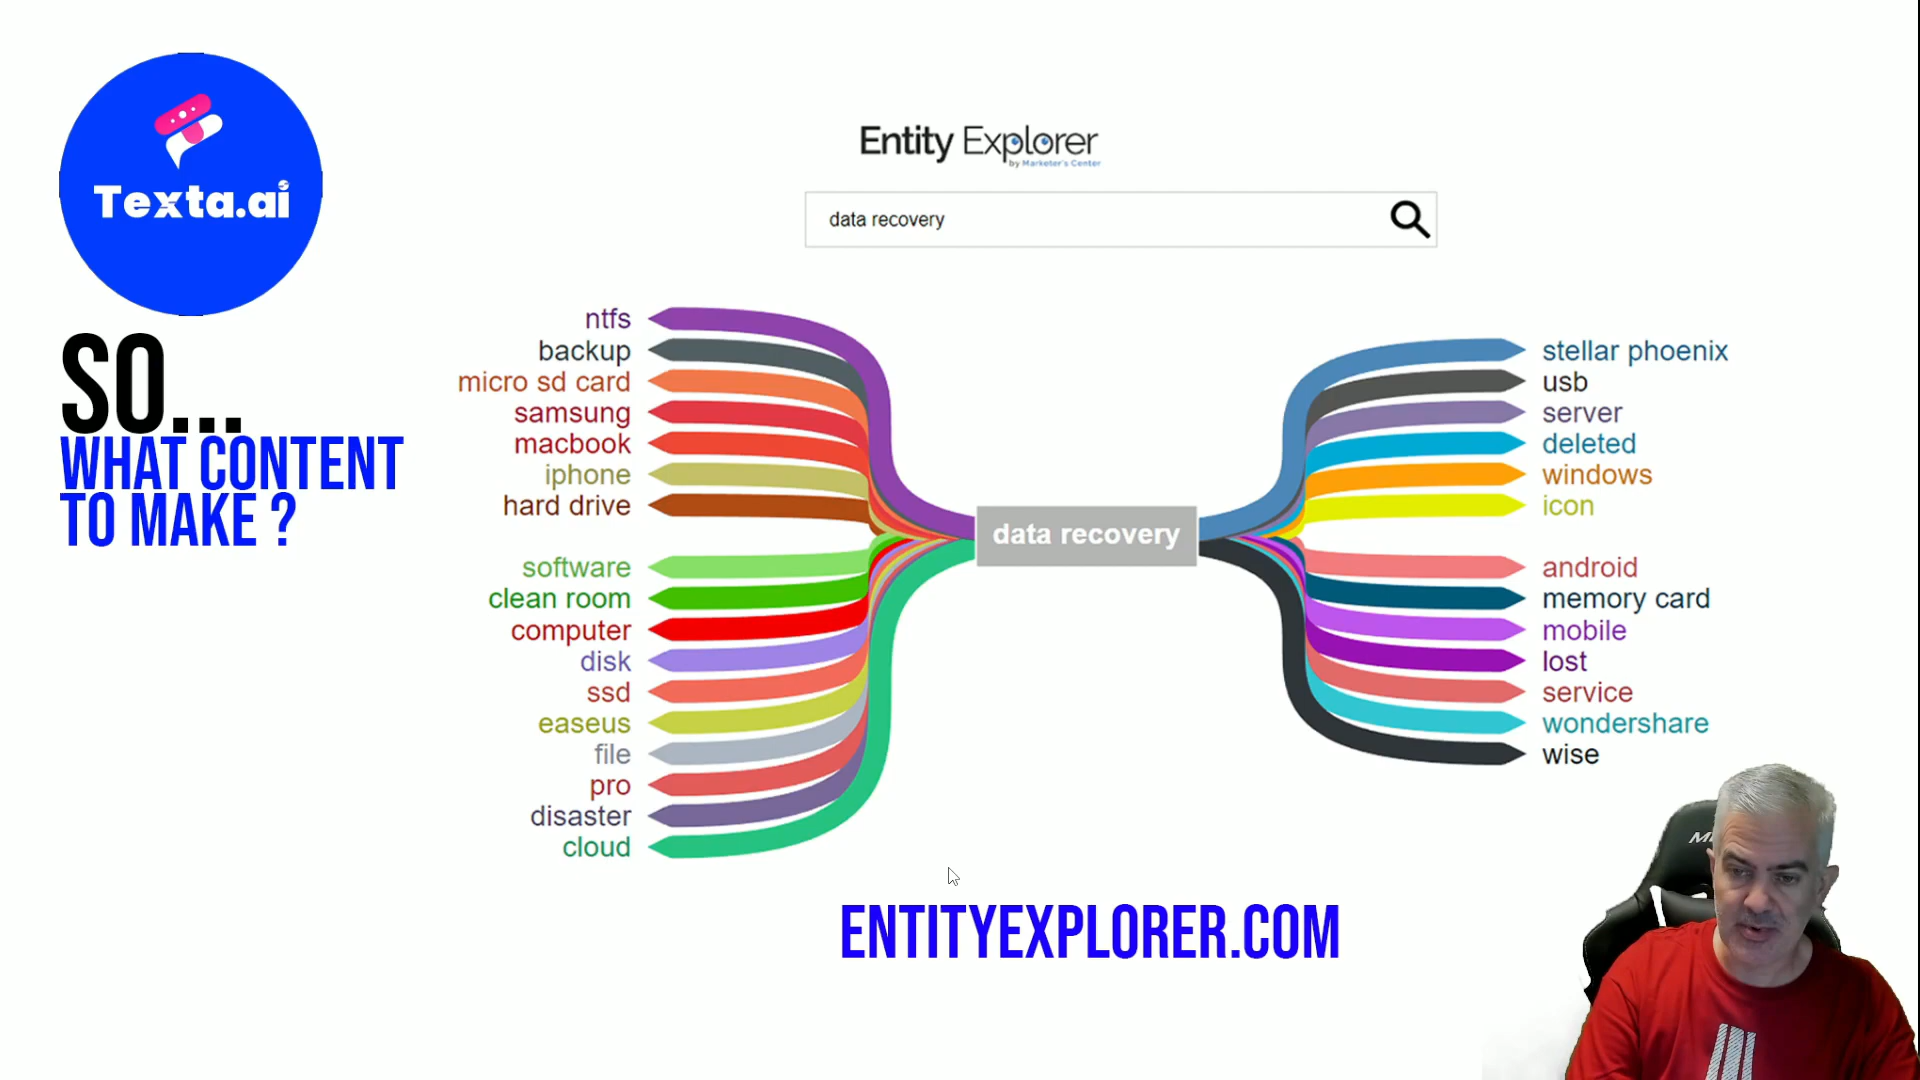 Texta.ai
SO...
WHAT CONTENT
TO MAKE ?
Entity Explorer
by Marketer's Center
data recovery
ntfs
backup
micro sd card
samsung
macbook
iphone
hard drive
software
clean room
computer
disk
ssd
easeus
file
pro
disaster
cloud
data recovery
stellar phoenix
usb
server
deleted
windows
icon
android
memory card
mobile
lost
service
wondershare
wise
ENTITYEXPLORER.COM